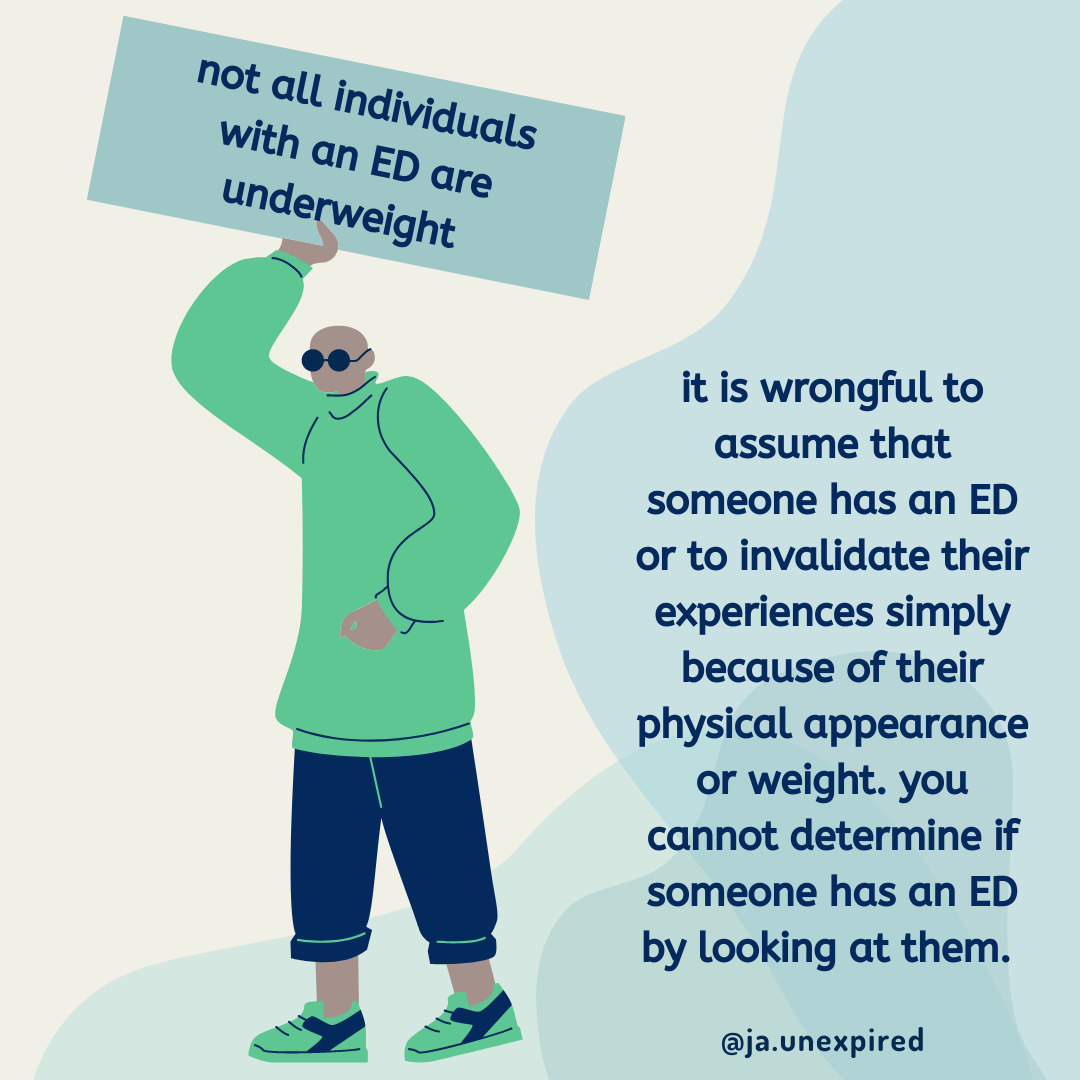 not all individuals
with an ED are
underweight
it is wrongful to
assume that
someone has an ED
or to invalidate their
experiences simply
because of their
physical appearance
or weight. you
cannot determine if
someone has an ED
by looking at them.
@ja.unexpired